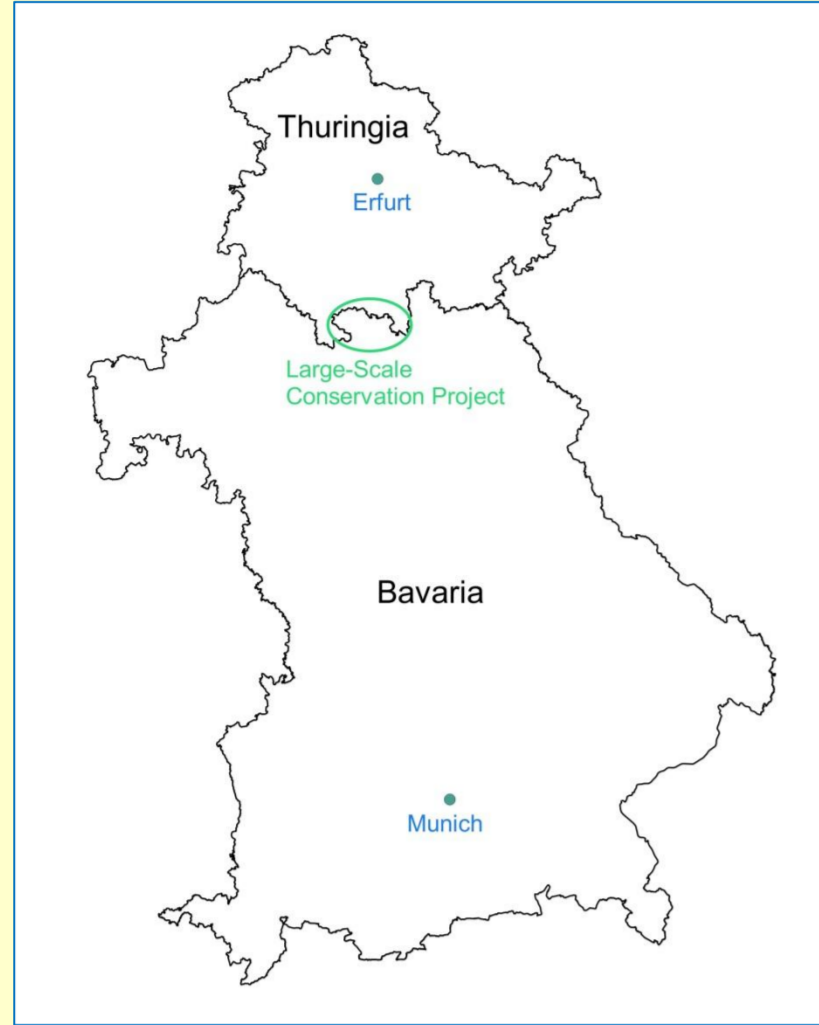 Thuringia
Erfurt
Large-Scale
Conservation Project
Bavaria
Munich